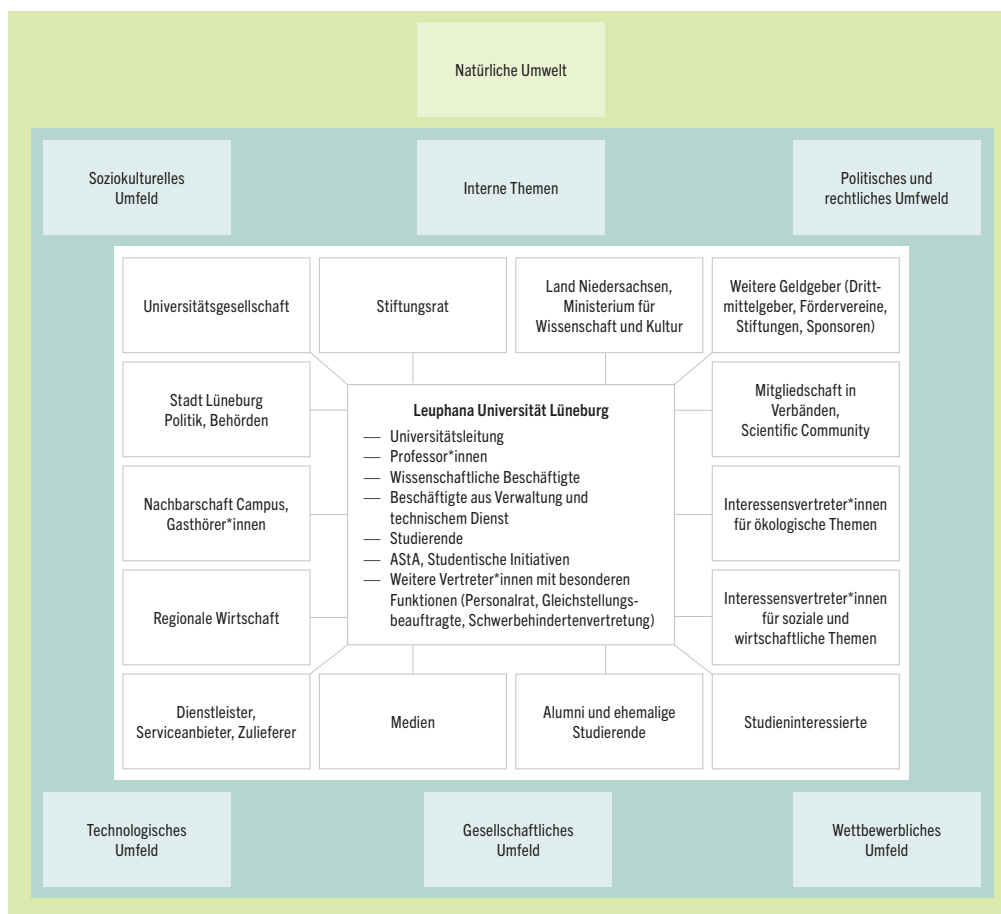 Natürliche Umwelt
Soziokulturelles
Umfeld
Interne Themen
Politisches und
rechtliches Umfweld
Universitätsgesellschaft
Stiftungsrat
Land Niedersachsen,
Ministerium für
Wissenschaft und Kultur
Weitere Geldgeber (Dritt-
mittelgeber, Fördervereine,
Stiftungen, Sponsoren)
Stadt Lüneburg
Politik, Behörden
Nachbarschaft Campus,
Gasthörer*innen
Regionale Wirtschaft
Leuphana Universität Lüneburg
— Universitätsleitung
— Professor*innen
— Wissenschaftliche Beschäftigte
— Beschäftigte aus Verwaltung und
technischem Dienst
— Studierende
— AStA, Studentische Initiativen
— Weitere Vertreter*innen mit besonderen
Funktionen (Personalrat, Gleichstellungs-
beauftragte, Schwerbehindertenvertretung)
Mitgliedschaft in
Verbänden,
Scientific Community
Interessensvertreter*innen
für ökologische Themen
Interessensvertreter*innen
für soziale und
wirtschaftliche Themen
Dienstleister,
Serviceanbieter, Zulieferer
Medien
Alumni und ehemalige
Studierende
Studieninteressierte
Technologisches
Umfeld
Gesellschaftliches
Umfeld
Wettbewerbliches
Umfeld